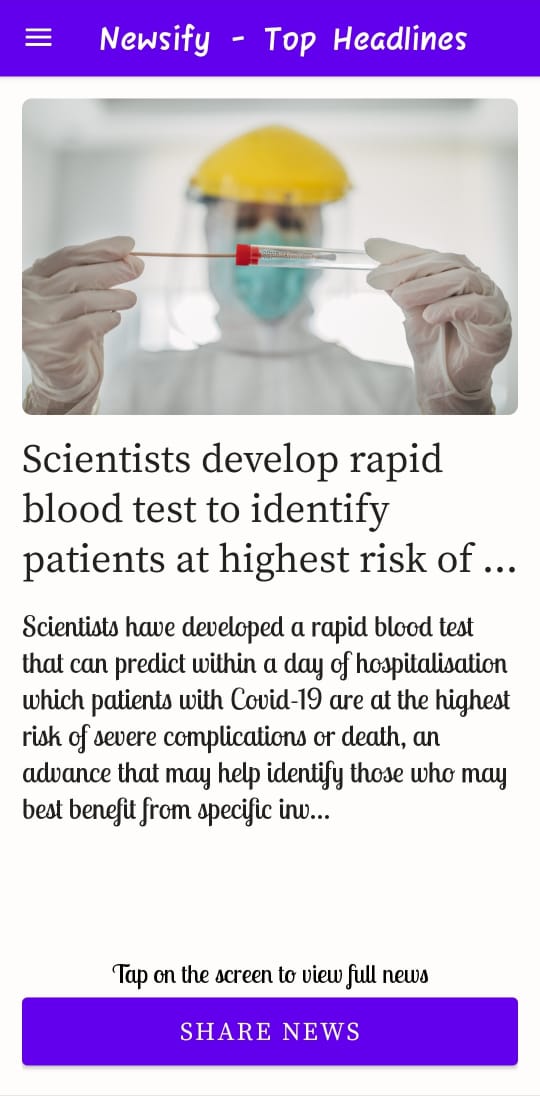 Newsify - Top Headlines
Scientists develop rapid
blood test to identify
patients at highest risk of ...
Scientists have developed a rapid blood test
that can predict within a day of hospitalisation
which patients with Covid-19 are at the highest
risk of severe complications or death, an
advance that may help identify those who may
best benefit from specific inv...
Tap on the screen to view full news
SHARE NEWS